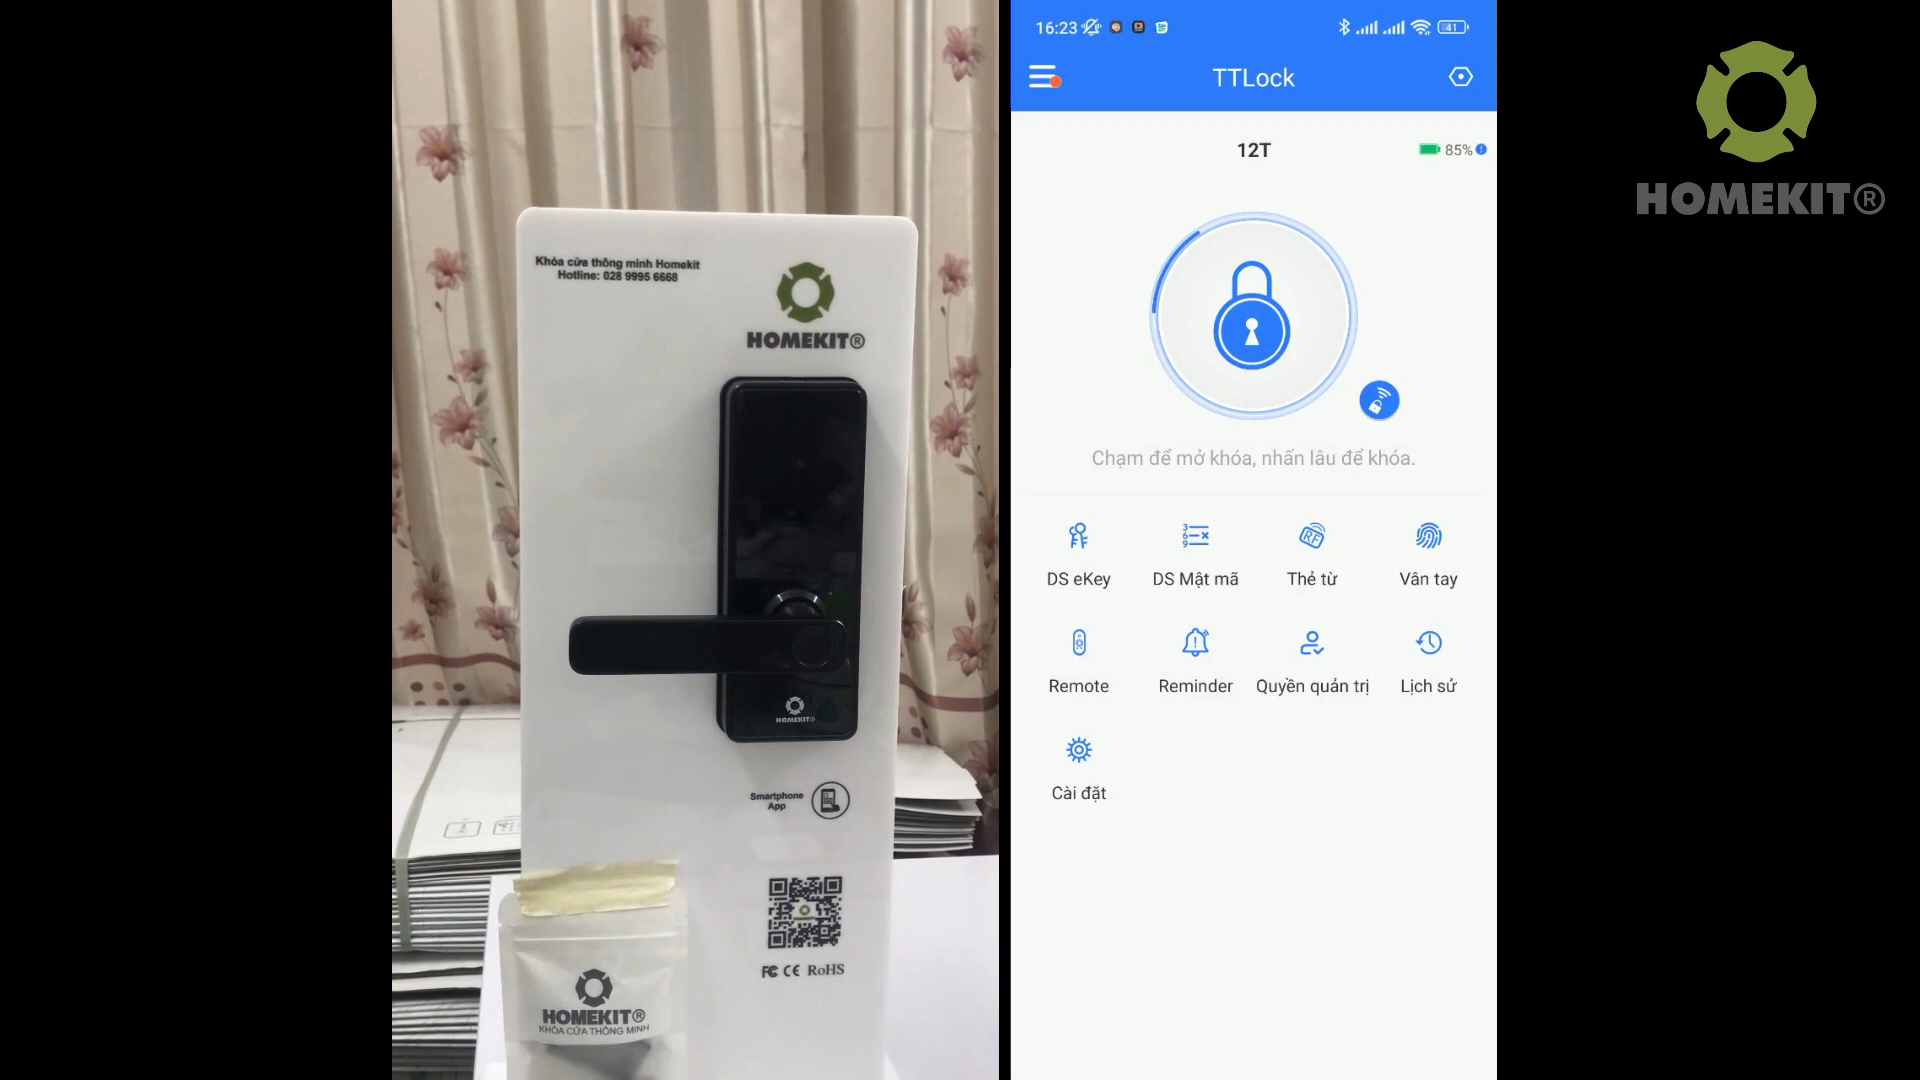 Khóa cửa thông minh Homekit
Hotline: 028 9995 6668
HOMEKIT®
HOMEKIT®
Smartphone
App
FC CE RoHS
HOMEKIT®
KHÓA CỬA THÔNG MINH
16:23
41
TTLock
12T
85%
Chạm để mở khóa, nhấn lâu để khóa.
DS eKey
DS Mật mã
Thẻ từ
Vân tay
Remote
Reminder
Quyền quản trị
Lịch sử
Cài đặt
HOMEKIT®